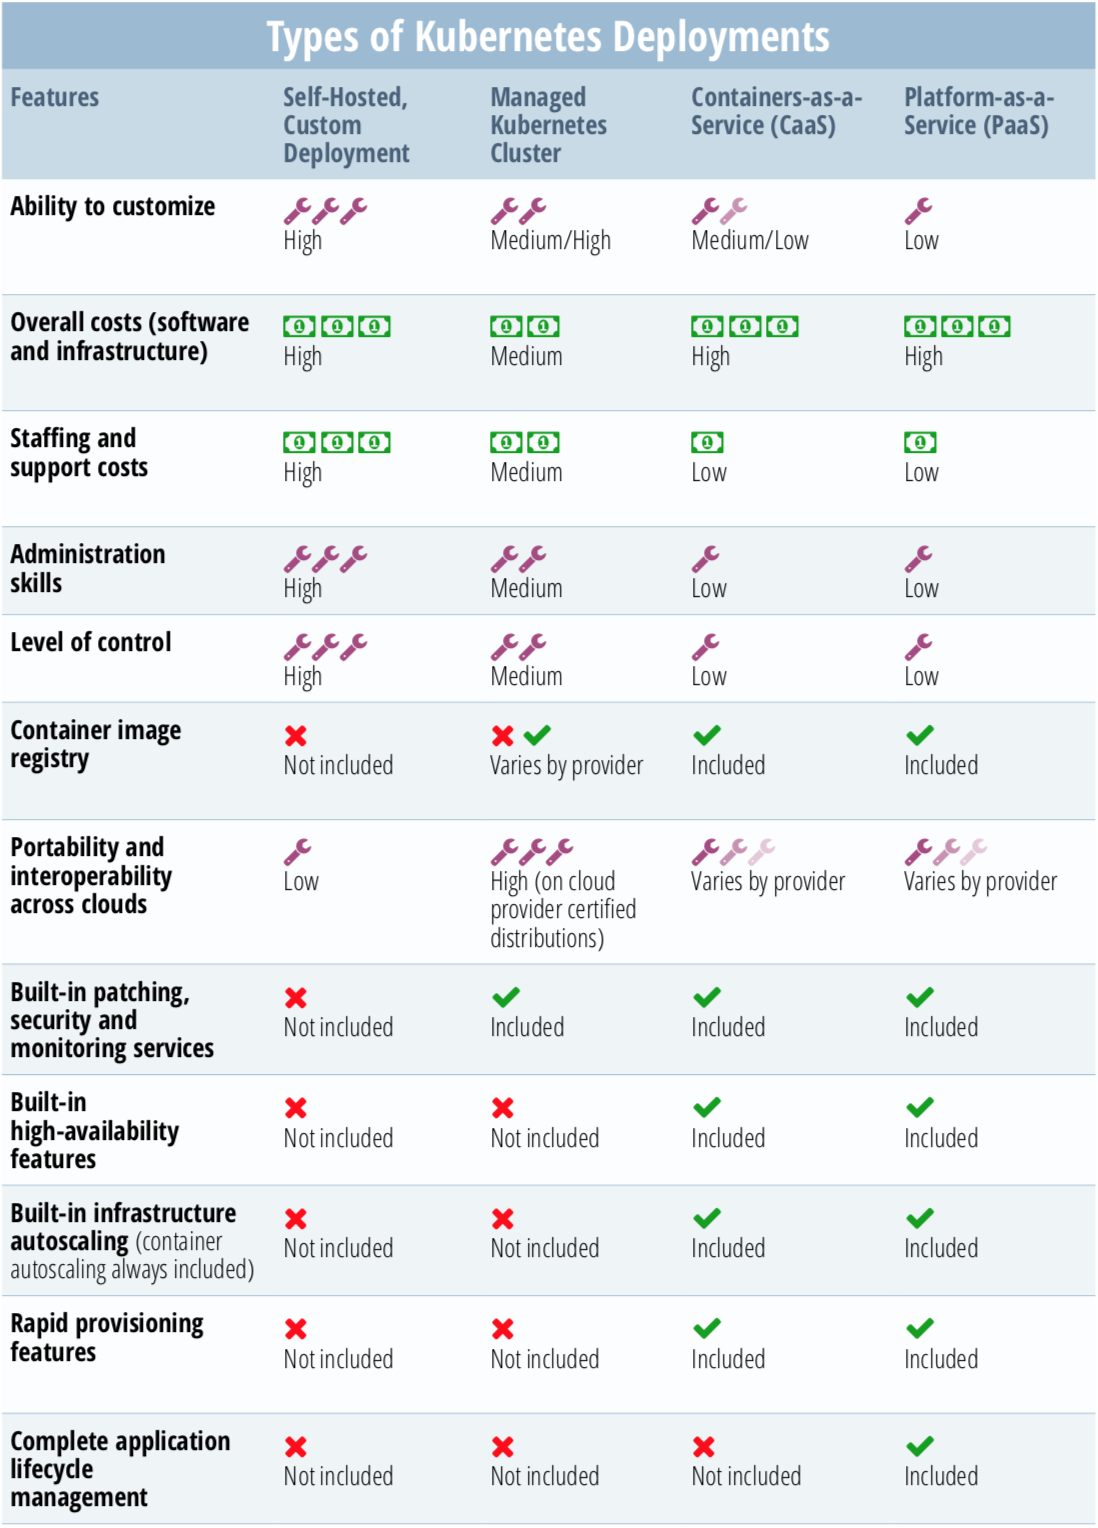 Types of Kubernetes Deployments
Features
Self-Hosted,
Custom
Deployment
Managed
Kubernetes
Cluster
Containers-as-a-
Service (CaaS)
Platform-as-a-
Service (PaaS)
Ability to customize
High
Medium/High
Medium/Low
Low
Overall costs (software
and infrastructure)
High
Medium
High
High
Staffing and
support costs
High
Medium
Low
Low
Administration
skills
High
Medium
Low
Low
Level of control
High
Medium
Low
Low
Container image
registry
Not included
Varies by provider
Included
Included
Portability and
interoperability
across clouds
Low
High (on cloud
provider certified
distributions)
Varies by provider
Varies by provider
Built-in patching,
security and
monitoring services
Not included
Included
Included
Included
Built-in
high-availability
features
Not included
Not included
Included
Included
Built-in infrastructure
autoscaling (container
autoscaling always included)
Not included
Not included
Included
Included
Rapid provisioning
features
Not included
Not included
Included
Included
Complete application
lifecycle
management
Not included
Not included
Not included
Included